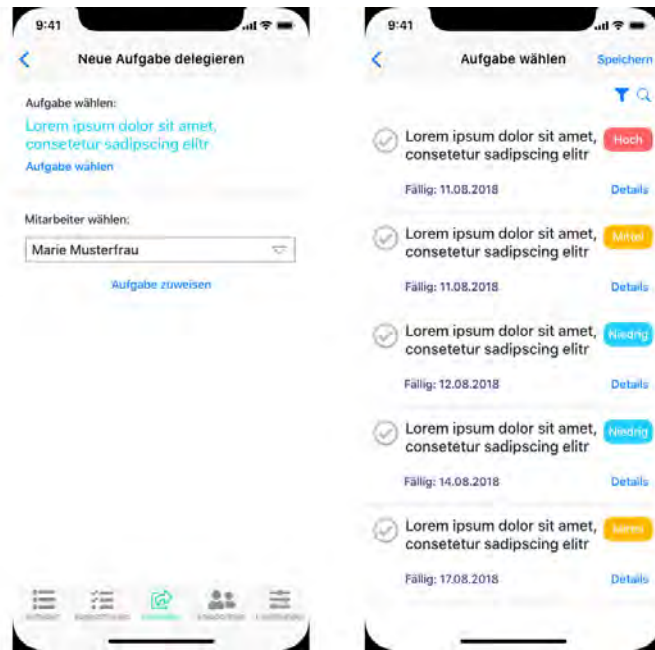 9:41
Neue Aufgabe delegieren
Aufgabe wählen:
Lorem ipsum dolor sit amet,
consetetur sadipscing elitr
Aufgabe wählen
Mitarbeiter wählen:
Marie Musterfrau
Aufgabe zuweisen
9:41
Aufgabe wählen
Speichern
Lorem ipsum dolor sit amet,
consetetur sadipscing elitr
Hoch
Fällig: 11.08.2018
Details
Lorem ipsum dolor sit amet,
consetetur sadipscing elitr
Mittel
Fällig: 11.08.2018
Details
Lorem ipsum dolor sit amet,
consetetur sadipscing elitr
Niedrig
Fällig: 12.08.2018
Details
Lorem ipsum dolor sit amet,
consetetur sadipscing elitr
Niedrig
Fällig: 14.08.2018
Details
Lorem ipsum dolor sit amet,
consetetur sadipscing elitr
Fällig: 17.08.2018
Details